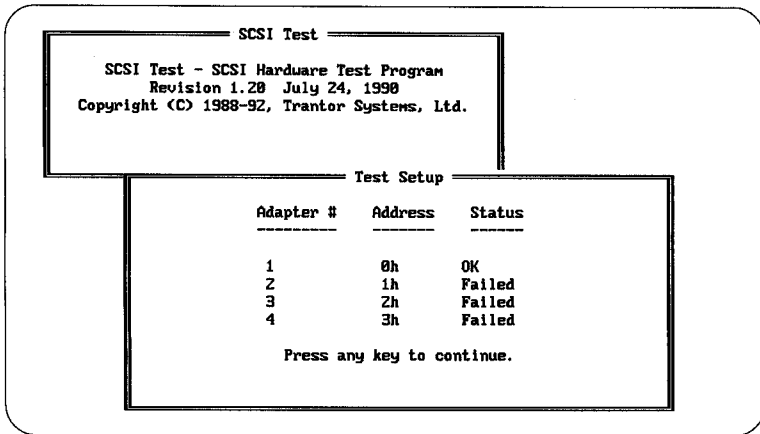 SCSI Test
SCSI Test - SCSI Hardware Test Program
Revision 1.20 July 24, 1990
Copyright (C) 1988-92, Trantor Systems, Ltd.
Test Setup
Adapter # Address Status
--------- ------- ------
1 0h OK
2 1h Failed
3 2h Failed
4 3h Failed
Press any key to continue.